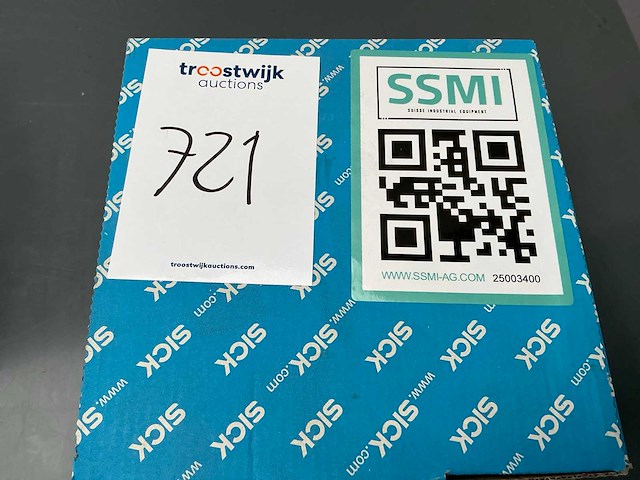 troostwijk
auctions
721
troostwijkauctions.com
SSMI
SUISSE INDUSTRIAL EQUIPMENT
WWW.SSMI-AG.COM 25003400
SICK
www.sick.com